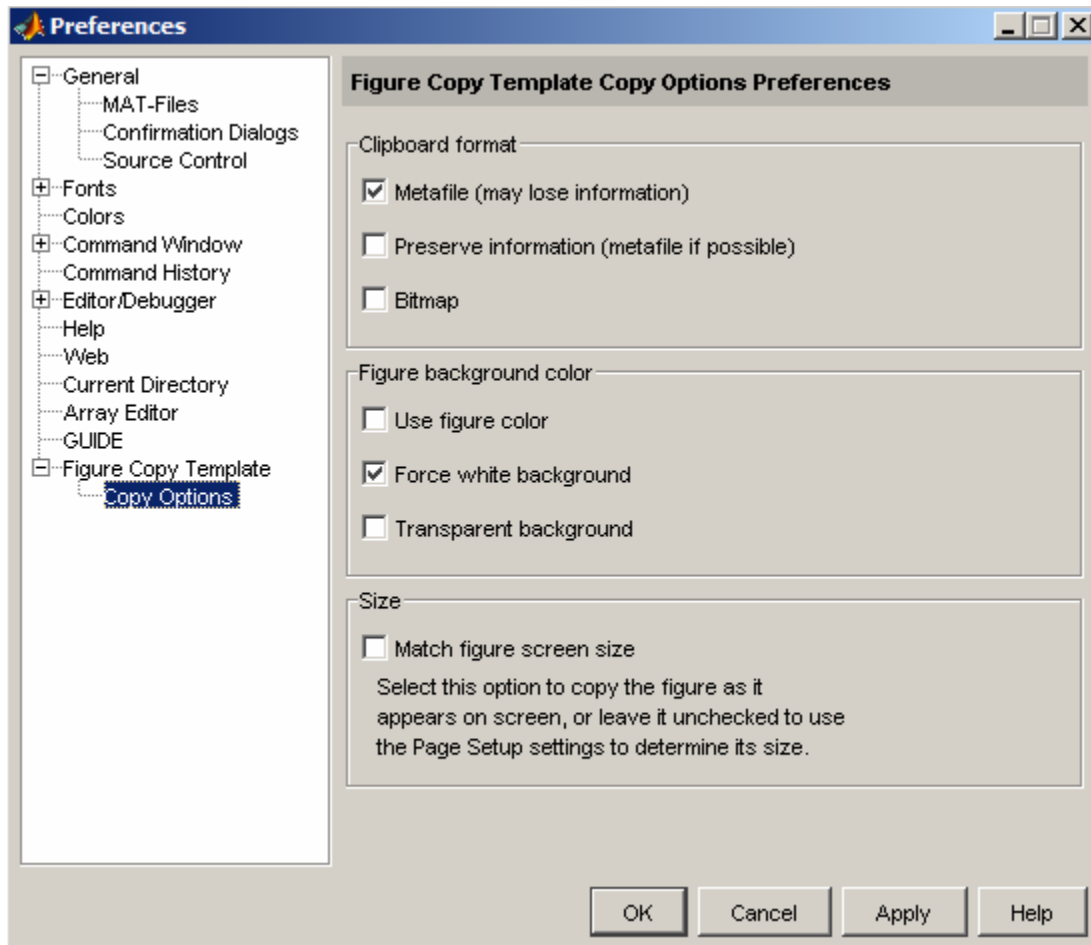 Preferences
General
MAT-Files
Confirmation Dialogs
Source Control
Fonts
Colors
Command Window
Command History
Editor/Debugger
Help
Web
Current Directory
Array Editor
GUIDE
Figure Copy Template
Copy Options
Figure Copy Template Copy Options Preferences
Clipboard format
Metafile (may lose information)
Preserve information (metafile if possible)
Bitmap
Figure background color
Use figure color
Force white background
Transparent background
Size
Match figure screen size
Select this option to copy the figure as it
appears on screen, or leave it unchecked to use
the Page Setup settings to determine its size.
OK Cancel Apply Help